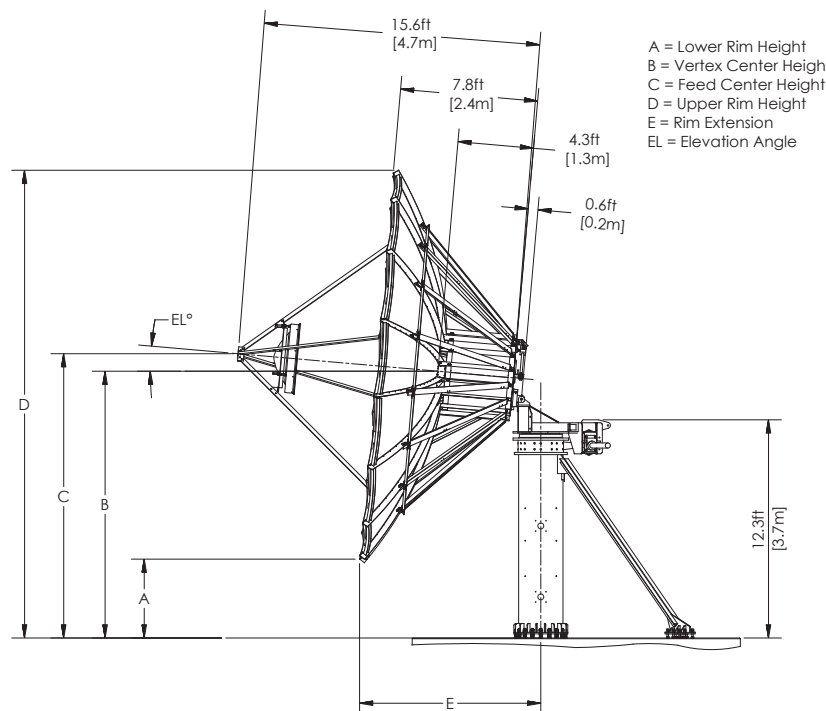 15.6ft
[4.7m]
A = Lower Rim Height
B = Vertex Center Heigh
C = Feed Center Height
D = Upper Rim Height
E = Rim Extension
EL = Elevation Angle
7.8ft
[2.4m]
4.3ft
[1.3m]
0.6ft
[0.2m]
EL°
D
C
B
A
12.3ft
[3.7m]
E